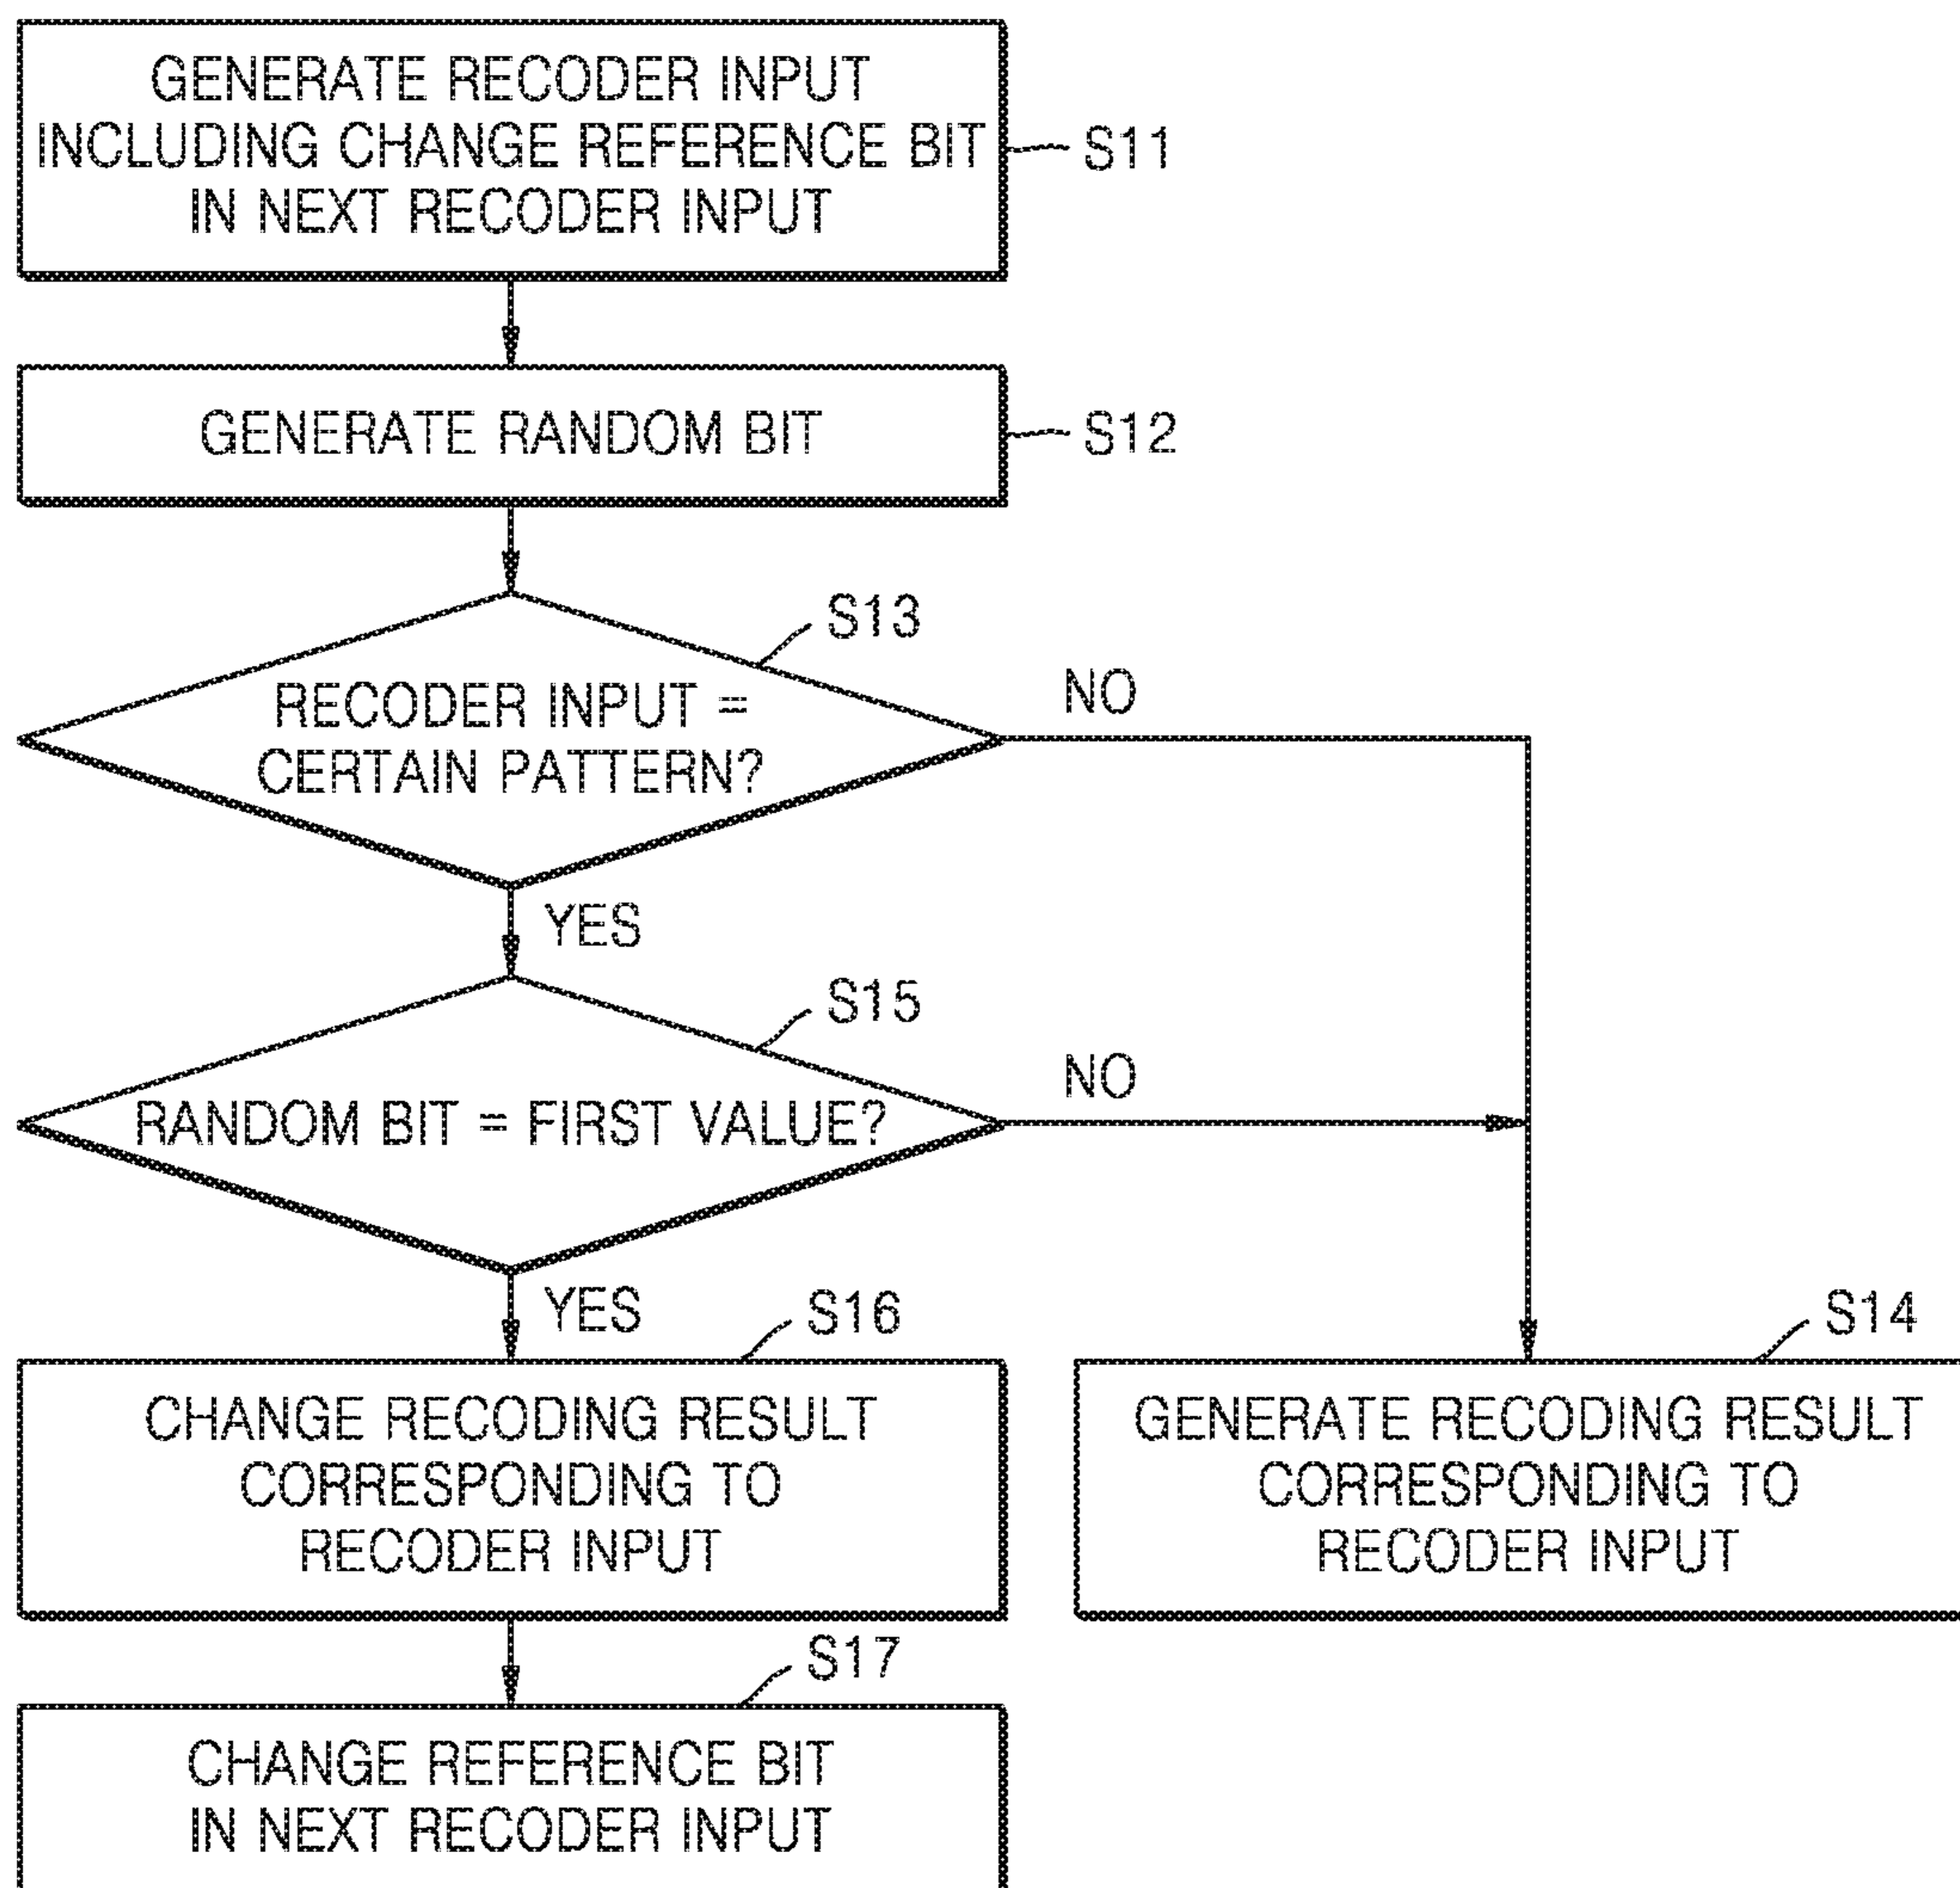 GENERATE RECODER INPUT
INCLUDING CHANGE REFERENCE BIT
IN NEXT RECODER INPUT
S11
GENERATE RANDOM BIT
S12
S13
RECODER INPUT =
CERTAIN PATTERN?
NO
YES
S15
RANDOM BIT = FIRST VALUE?
NO
YES
S16
CHANGE RECODING RESULT
CORRESPONDING TO
RECODER INPUT
S14
GENERATE RECODING RESULT
CORRESPONDING TO
RECODER INPUT
S17
CHANGE REFERENCE BIT
IN NEXT RECODER INPUT